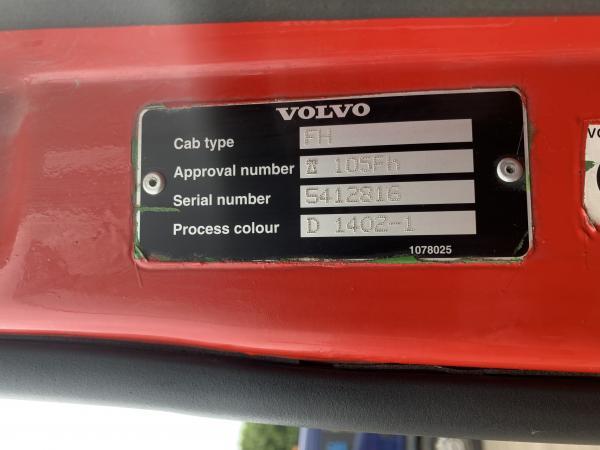 VOLVO
Cab type FH
Approval number 105Fh
Serial number 5412816
Process colour D 1402-1
1078025